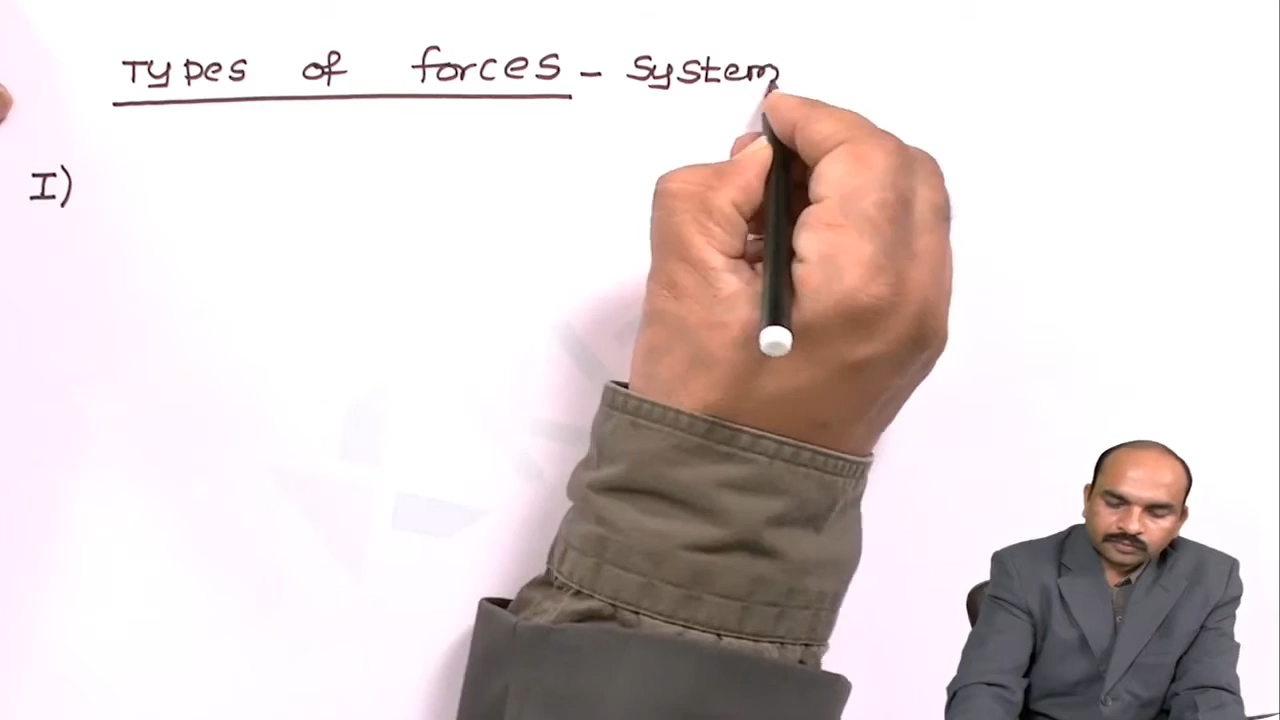 Types of forces - System
I)